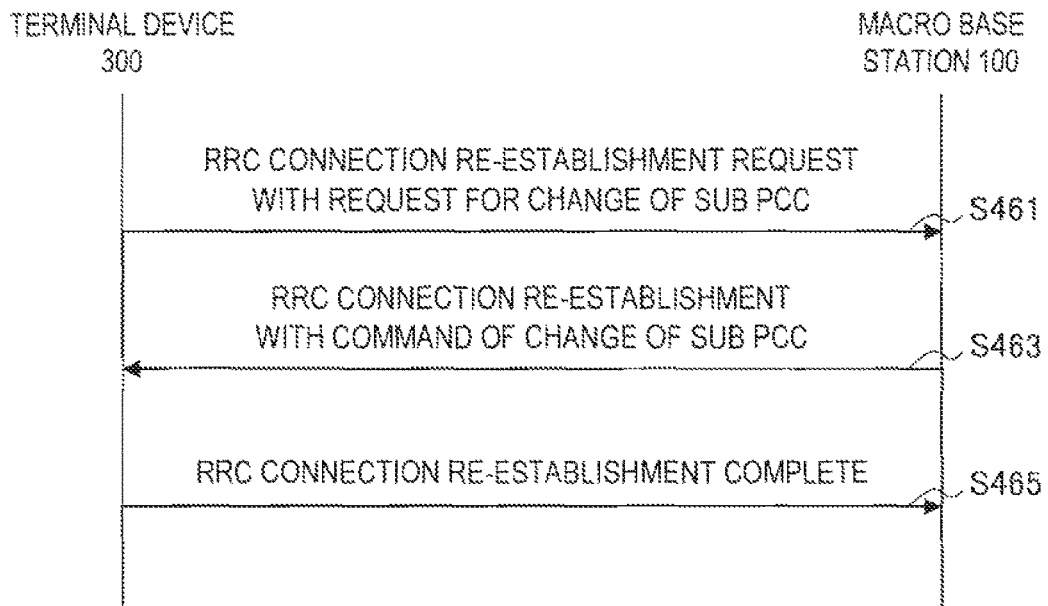 TERMINAL DEVICE
300
MACRO BASE
STATION 100
RRC CONNECTION RE-ESTABLISHMENT REQUEST
WITH REQUEST FOR CHANGE OF SUB PCC
S461
RRC CONNECTION RE-ESTABLISHMENT
WITH COMMAND OF CHANGE OF SUB PCC
S463
RRC CONNECTION RE-ESTABLISHMENT COMPLETE
S465